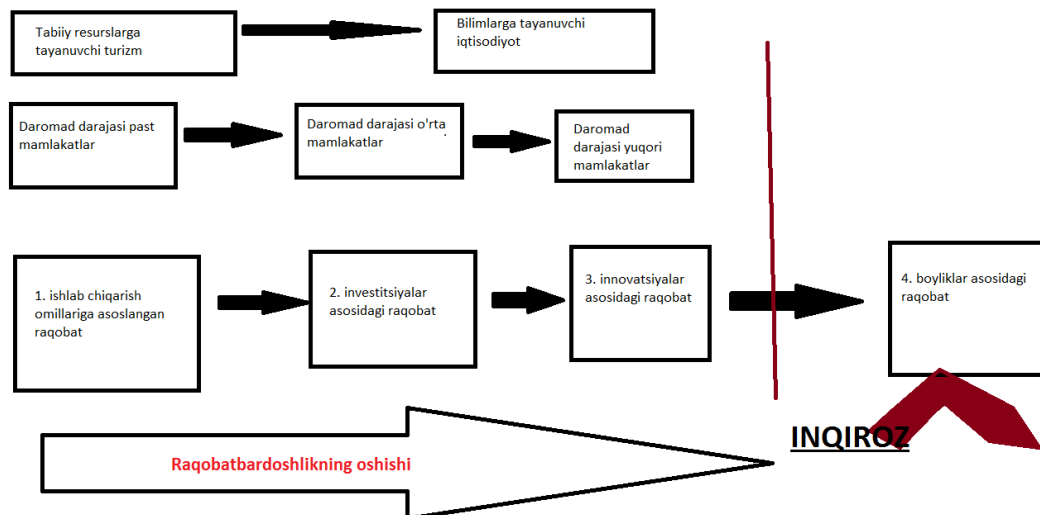 Tabiiy resurslarga
tayanuvchi turizm
Bilimlarga tayanuvchi
iqtisodiyot
Daromad darajasi past
mamlakatlar
Daromad darajasi o'rta
mamlakatlar
Daromad
darajasi yuqori
mamlakatlar
1. ishlab chiqarish
omillariga asoslangan
raqobat
2. investitsiyalar
asosidagi raqobat
3. innovatsiyalar
asosidagi raqobat
4. boyliklar asosidagi
raqobat
INQIROZ
Raqobatbardoshlikning oshishi